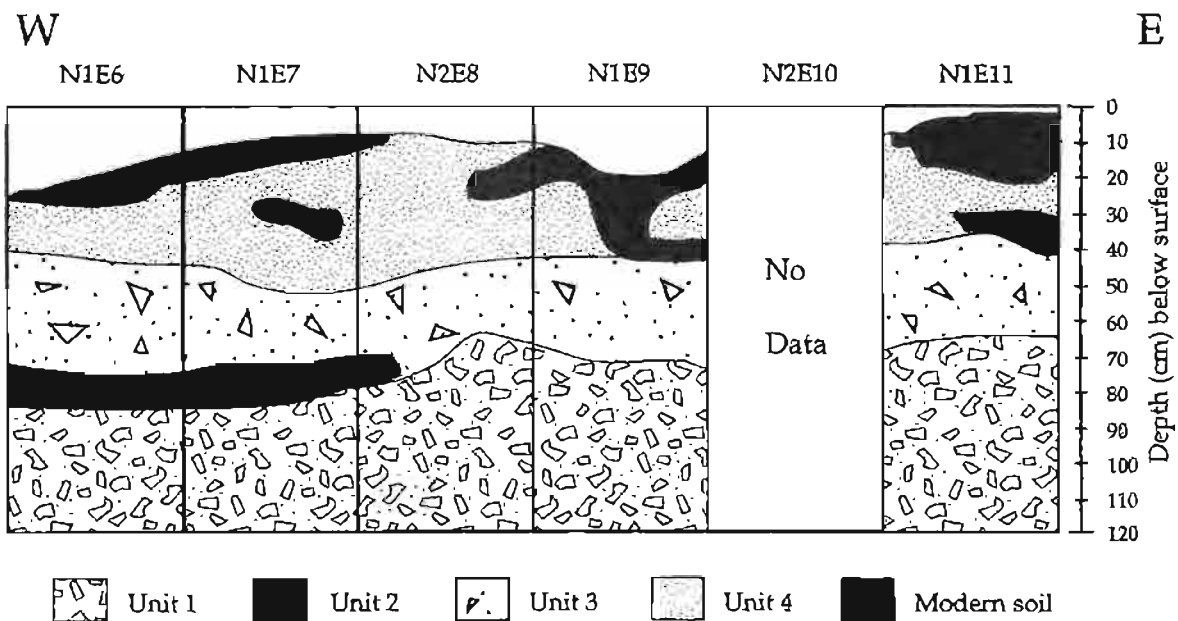 W E
N1E6 N1E7 N2E8 N1E9 N2E10 N1E11
0
10
20
30
40
50
60
70
80
90
100
110
120
Depth (cm) below surface
No
Data
Unit 1 Unit 2 Unit 3 Unit 4 Modern soil